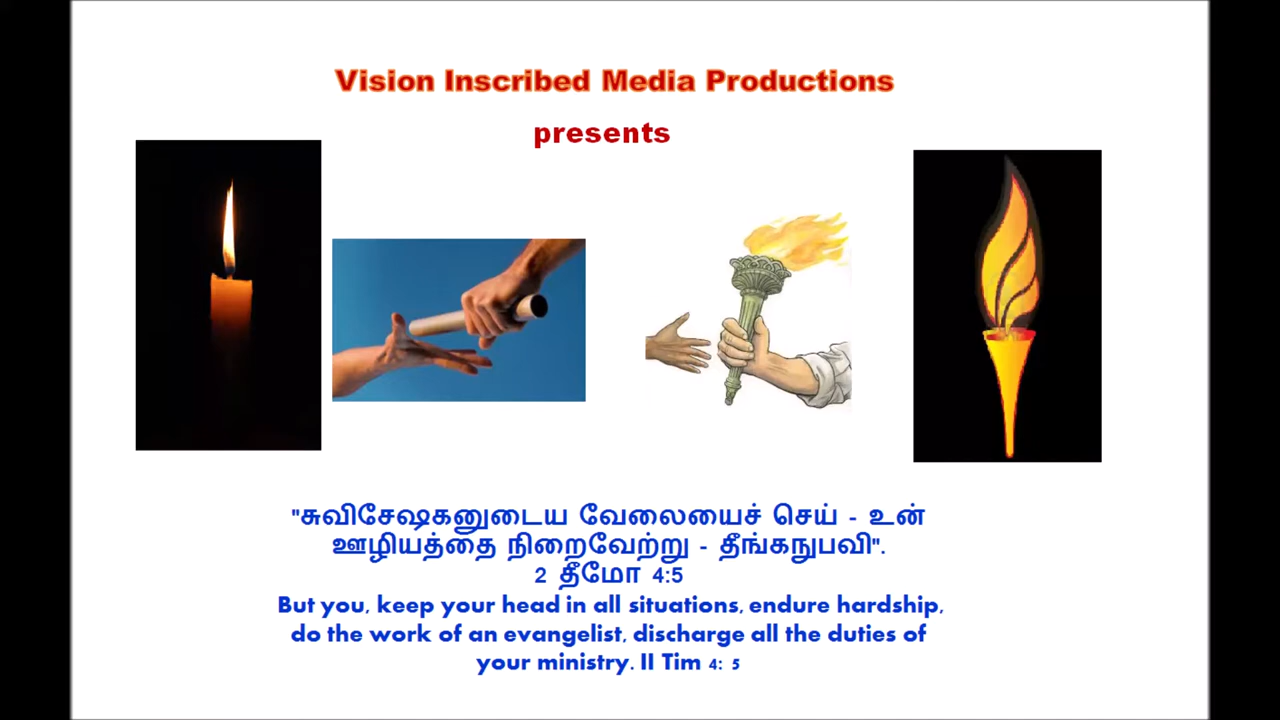 Vision Inscribed Media Productions
presents
"சுவிசேஷகனுடைய வேலையைச் செய் - உன்
ஊழியத்தை நிறைவேற்று - தீங்கநுபவி".
2 தீமோ 4:5
But you, keep your head in all situations, endure hardship,
do the work of an evangelist, discharge all the duties of
your ministry. II Tim 4: 5